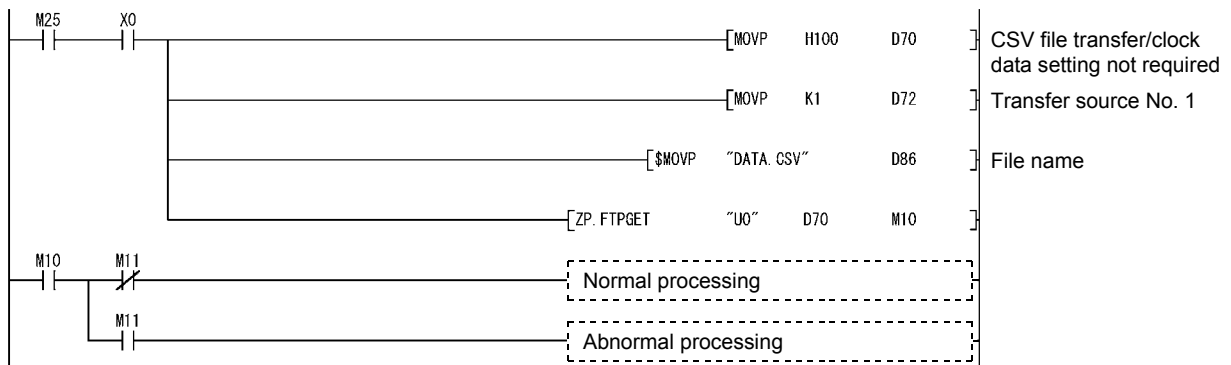 M25 X0
MOVP H100 D70 CSV file transfer/clock
data setting not required
MOVP K1 D72 Transfer source No. 1
$MOVP "DATA.CSV" D86 File name
ZP.FTPGET "U0" D70 M10
M10 M11
Normal processing
M11
Abnormal processing